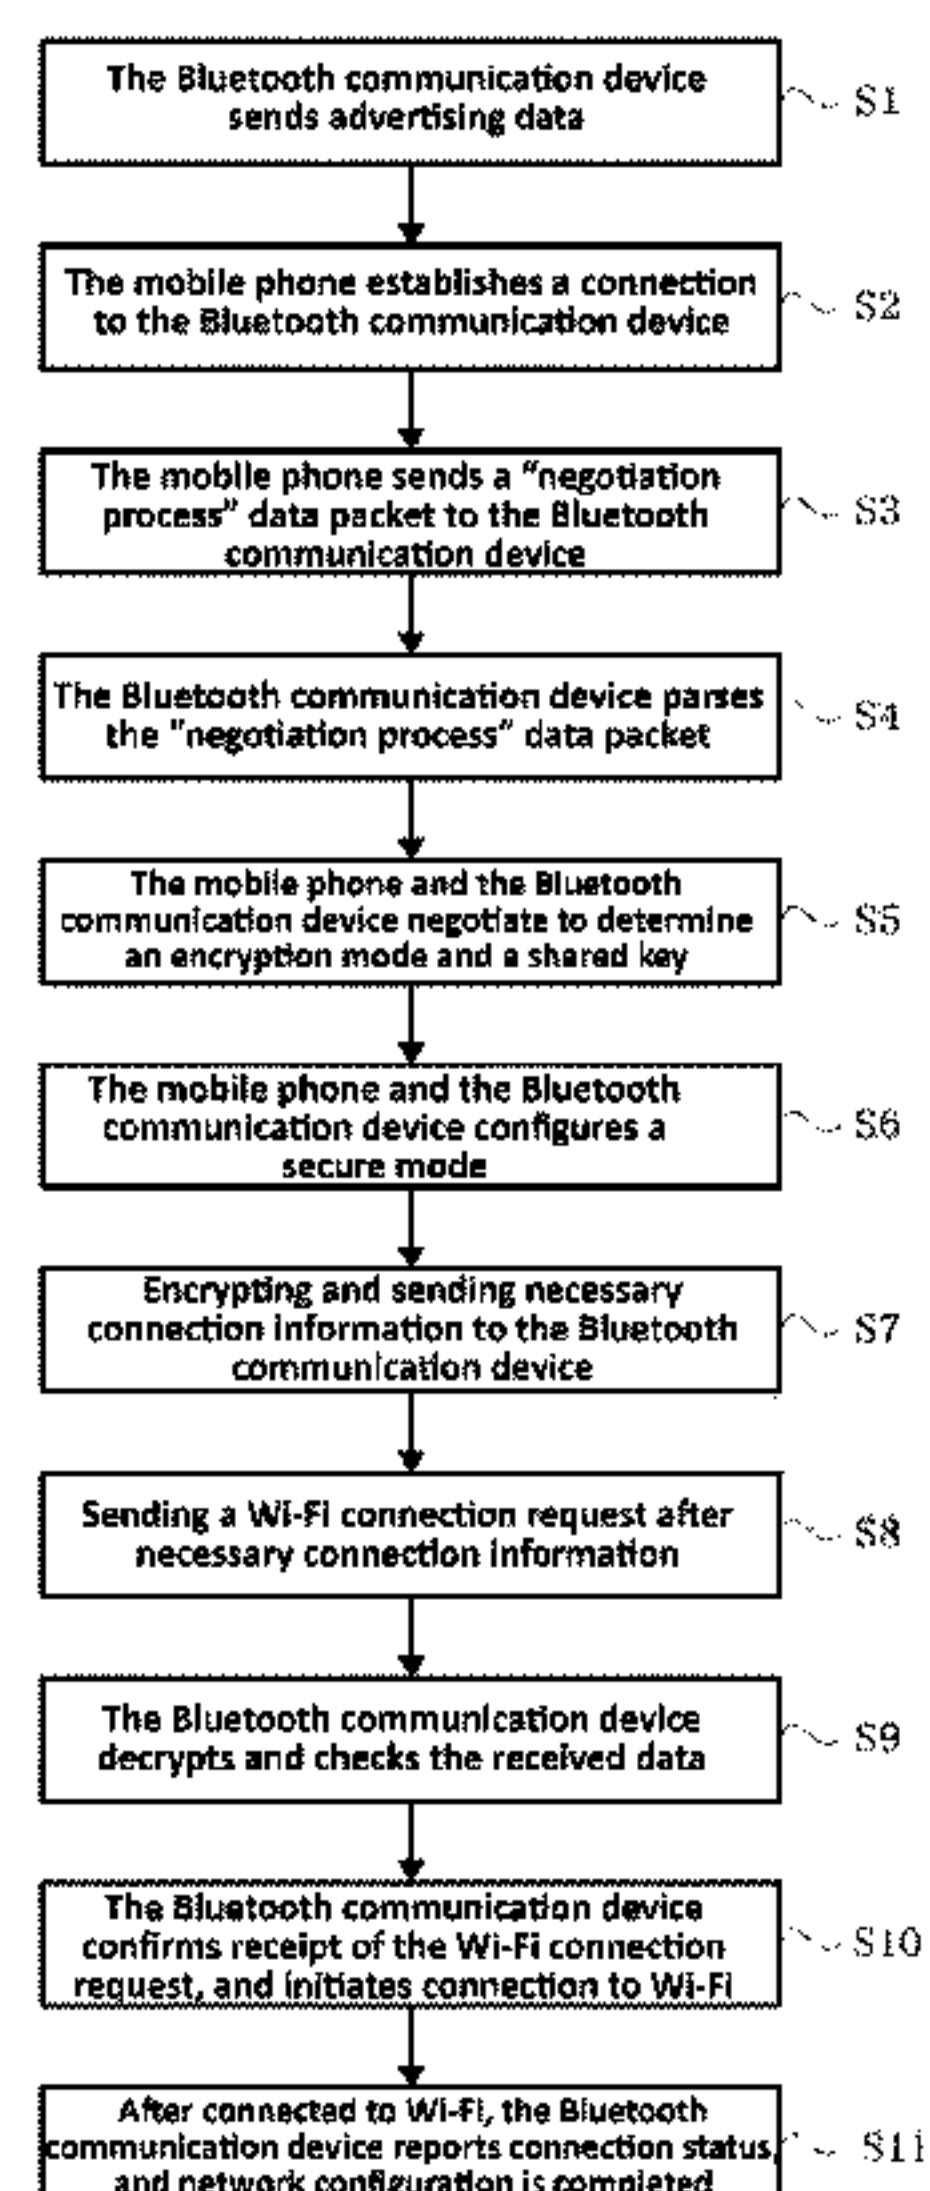 The Bluetooth communication device
sends advertising data
S1
The mobile phone establishes a connection
to the Bluetooth communication device
S2
The mobile phone sends a “negotiation
process” data packet to the Bluetooth
communication device
S3
The Bluetooth communication device parses
the “negotiation process” data packet
S4
The mobile phone and the Bluetooth
communication device negotiate to determine
an encryption mode and a shared key
S5
The mobile phone and the Bluetooth
communication device configures a
secure mode
S6
Encrypting and sending necessary
connection information to the Bluetooth
communication device
S7
Sending a Wi-Fi connection request after
necessary connection information
S8
The Bluetooth communication device
decrypts and checks the received data
S9
The Bluetooth communication device
confirms receipt of the Wi-Fi connection
request, and initiates connection to Wi-Fi
S10
After connected to Wi-Fi, the Bluetooth
communication device reports connection status,
and network configuration is completed
S11